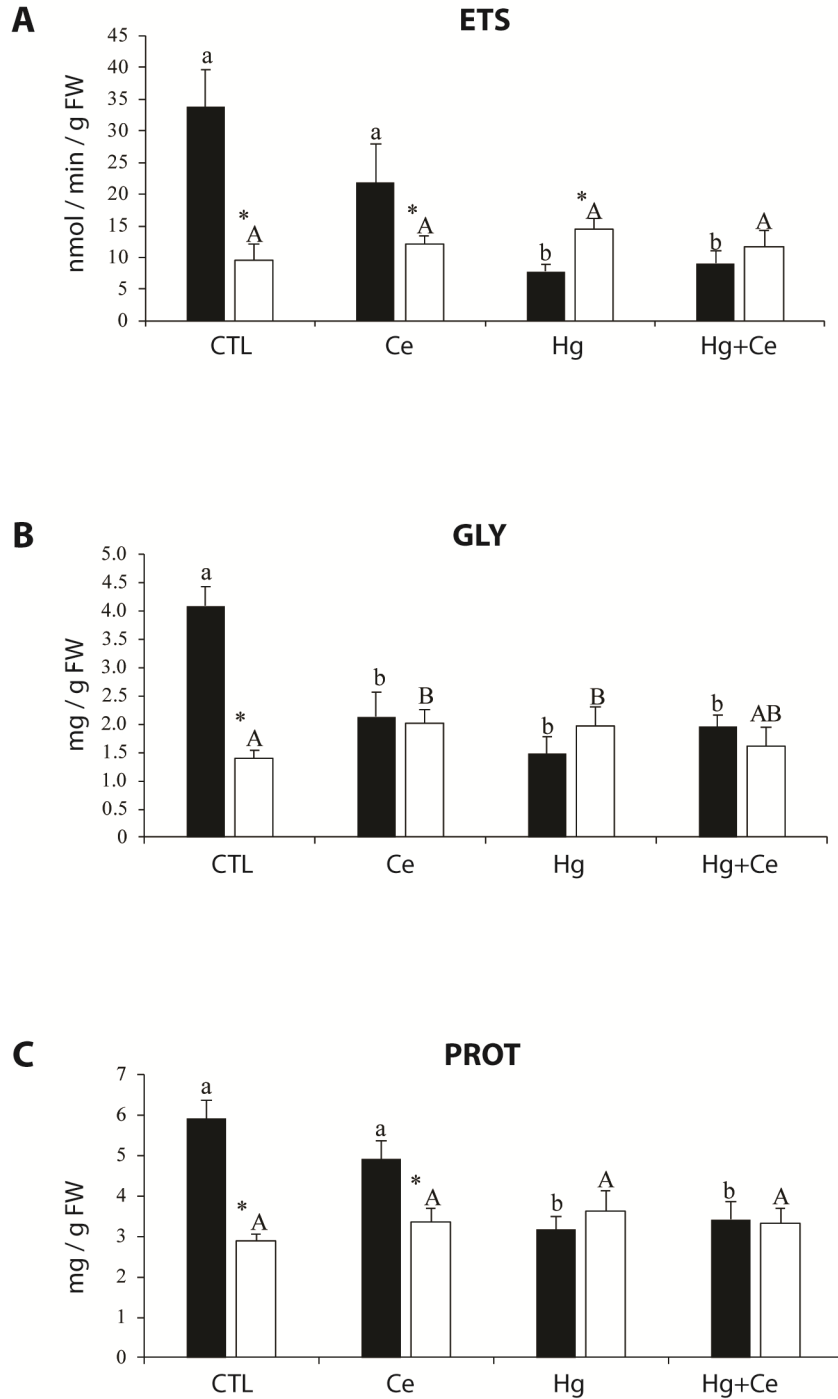 A
ETS
nmol / min / g FW
45
40
35
30
25
20
15
10
5
0
a
*
A
a
*
A
b
*
A
b
A
CTL Ce Hg Hg+Ce
B
GLY
mg / g FW
5.0
4.5
4.0
3.5
3.0
2.5
2.0
1.5
1.0
0.5
0
a
*
A
b
B
b
B
b
AB
CTL Ce Hg Hg+Ce
C
PROT
mg / g FW
7
6
5
4
3
2
1
0
a
*
A
a
*
A
b
A
b
A
CTL Ce Hg Hg+Ce